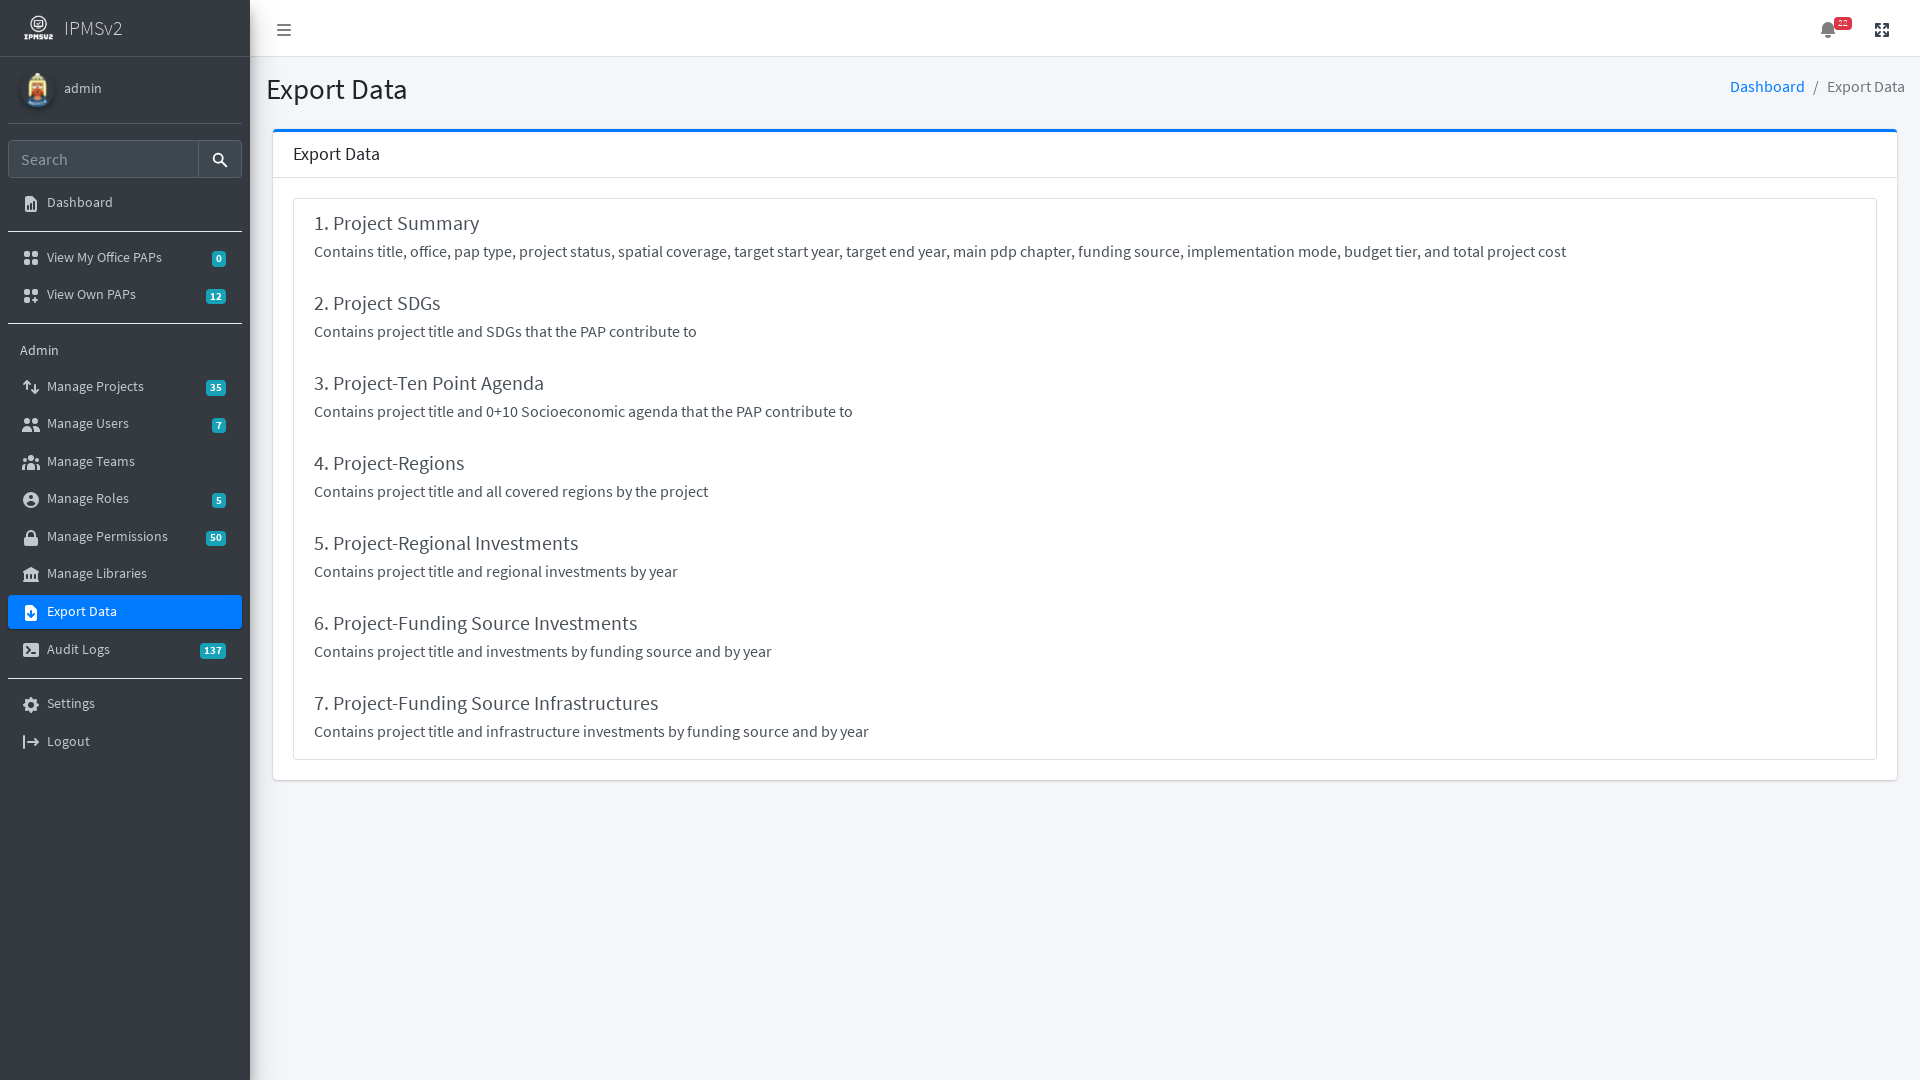 IPMSv2
IPMSV2
22
admin
Export Data
Dashboard / Export Data
Search
Export Data
Dashboard
View My Office PAPs 0
View Own PAPs 12
Admin
Manage Projects 35
Manage Users 7
Manage Teams
Manage Roles 5
Manage Permissions 50
Manage Libraries
Export Data
Audit Logs 137
Settings
Logout
1. Project Summary
Contains title, office, pap type, project status, spatial coverage, target start year, target end year, main pdp chapter, funding source, implementation mode, budget tier, and total project cost
2. Project SDGs
Contains project title and SDGs that the PAP contribute to
3. Project-Ten Point Agenda
Contains project title and 0+10 Socioeconomic agenda that the PAP contribute to
4. Project-Regions
Contains project title and all covered regions by the project
5. Project-Regional Investments
Contains project title and regional investments by year
6. Project-Funding Source Investments
Contains project title and investments by funding source and by year
7. Project-Funding Source Infrastructures
Contains project title and infrastructure investments by funding source and by year